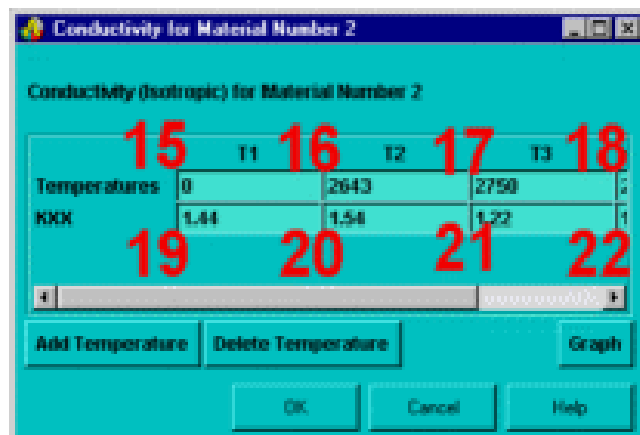 Conductivity for Material Number 2
Conductivity (Isotropic) for Material Number 2
15 T1 16 T2 17 T3 18
Temperatures 0 2643 2750 2
KXX 1.44 1.54 1.22 1
19 20 21 22
Add Temperature Delete Temperature Graph
OK Cancel Help